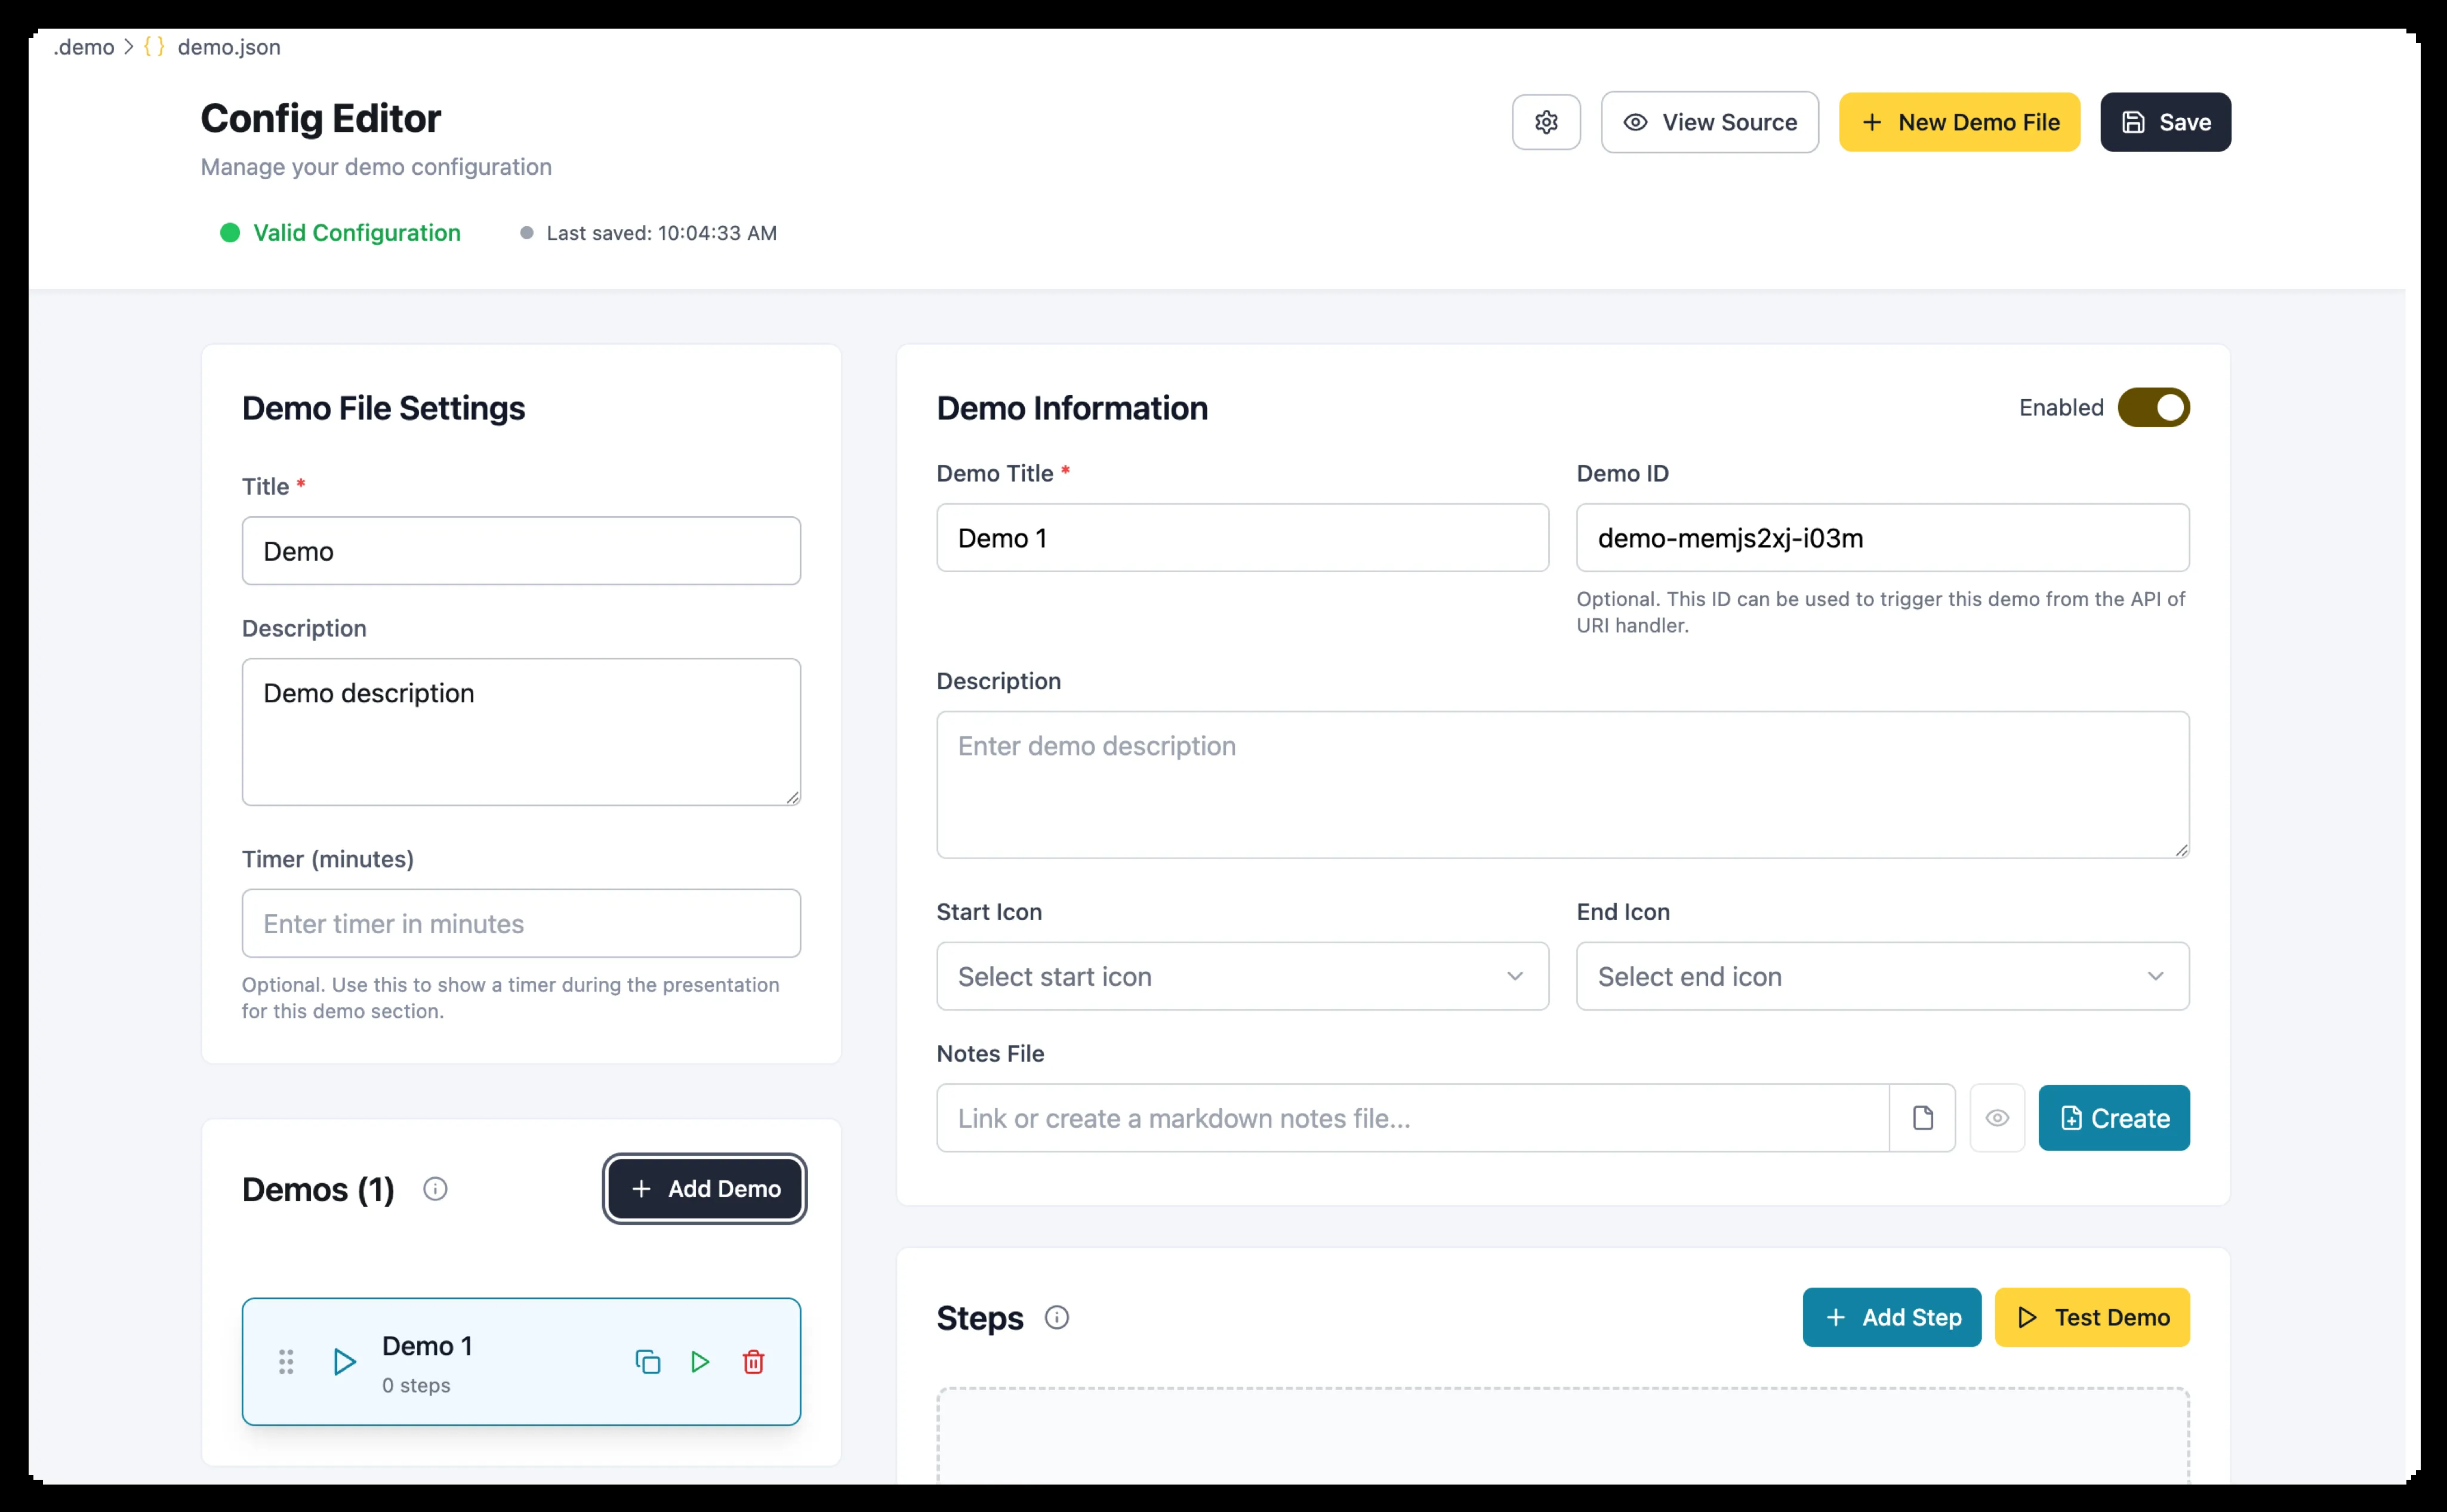 .demo > {} demo.json
Config Editor
Manage your demo configuration
View Source
New Demo File
Save
Valid Configuration
Last saved: 10:04:33 AM
Demo File Settings
Title *
Demo
Description
Demo description
Timer (minutes)
Enter timer in minutes
Optional. Use this to show a timer during the presentation
for this demo section.
Demos (1)
Add Demo
Demo 1
0 steps
Demo Information
Enabled
Demo Title *
Demo 1
Demo ID
demo-memjs2xj-i03m
Optional. This ID can be used to trigger this demo from the API of
URI handler.
Description
Enter demo description
Start Icon
Select start icon
End Icon
Select end icon
Notes File
Link or create a markdown notes file...
Create
Steps
Add Step
Test Demo